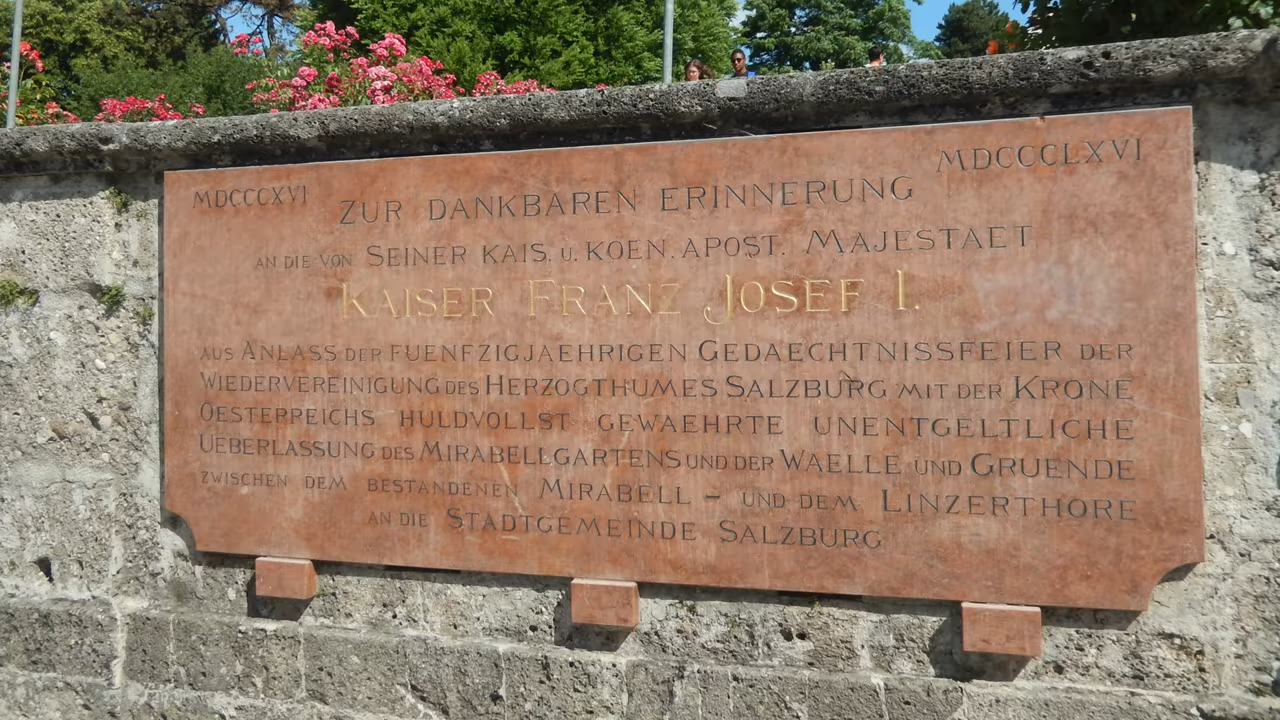 MDCCCXVI MDCCCCLXVI
ZUR DANKBAREN ERINNERUNG
AN DIE VON SEINER KAIS. U. KOEN. APOST. MAJESTAET
KAISER FRANZ JOSEF I.
AUS ANLASS DER FUENFZIGJAEHRIGEN GEDAECHTNISSFEIER DER
WIEDERVEREINIGUNG DES HERZOGTHUMES SALZBURG MIT DER KRONE
OESTERREICHS HULDVOLLST GEWAEHRTE UNENTGELTLICHE
UEBERLASSUNG DES MIRABELLGARTENS UND DER WAELLE UND GRUENDE
ZWISCHEN DEM BESTANDENEN MIRABELL – UND DEM LINZERTHORE
AN DIE STADTGEMEINDE SALZBURG